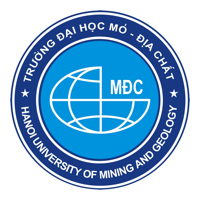 TRƯỜNG ĐẠI HỌC MỎ - ĐỊA CHẤT
MĐC
HANOI UNIVERSITY OF MINING AND GEOLOGY